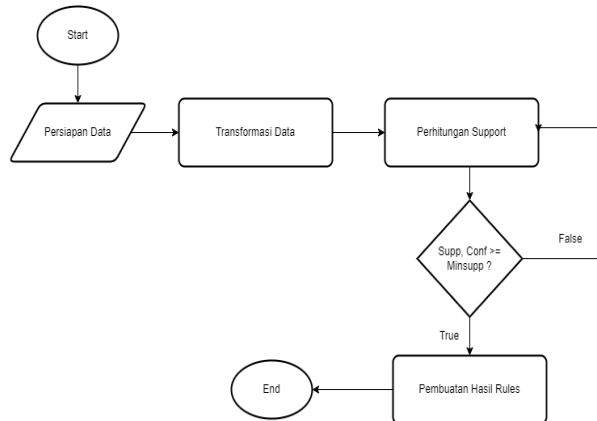 Start
Persiapan Data
Transformasi Data
Perhitungan Support
Supp, Conf >=
Minsupp ?
False
True
End
Pembuatan Hasil Rules